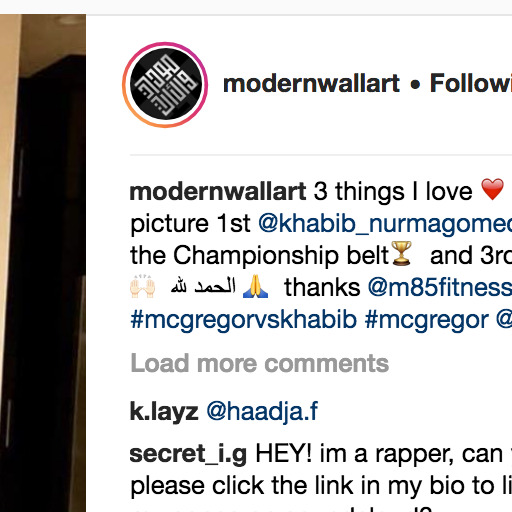 modernwallart • Followi
modernwallart 3 things I love ❤️
picture 1st @khabib_nurmagomed
the Championship belt🏆 and 3rd
🙌🏻 الحمد لله 🙏 thanks @m85fitness
#mcgregorvskhabib #mcgregor @
Load more comments
k.layz @haadja.f
secret_i.g HEY! im a rapper, can
please click the link in my bio to li